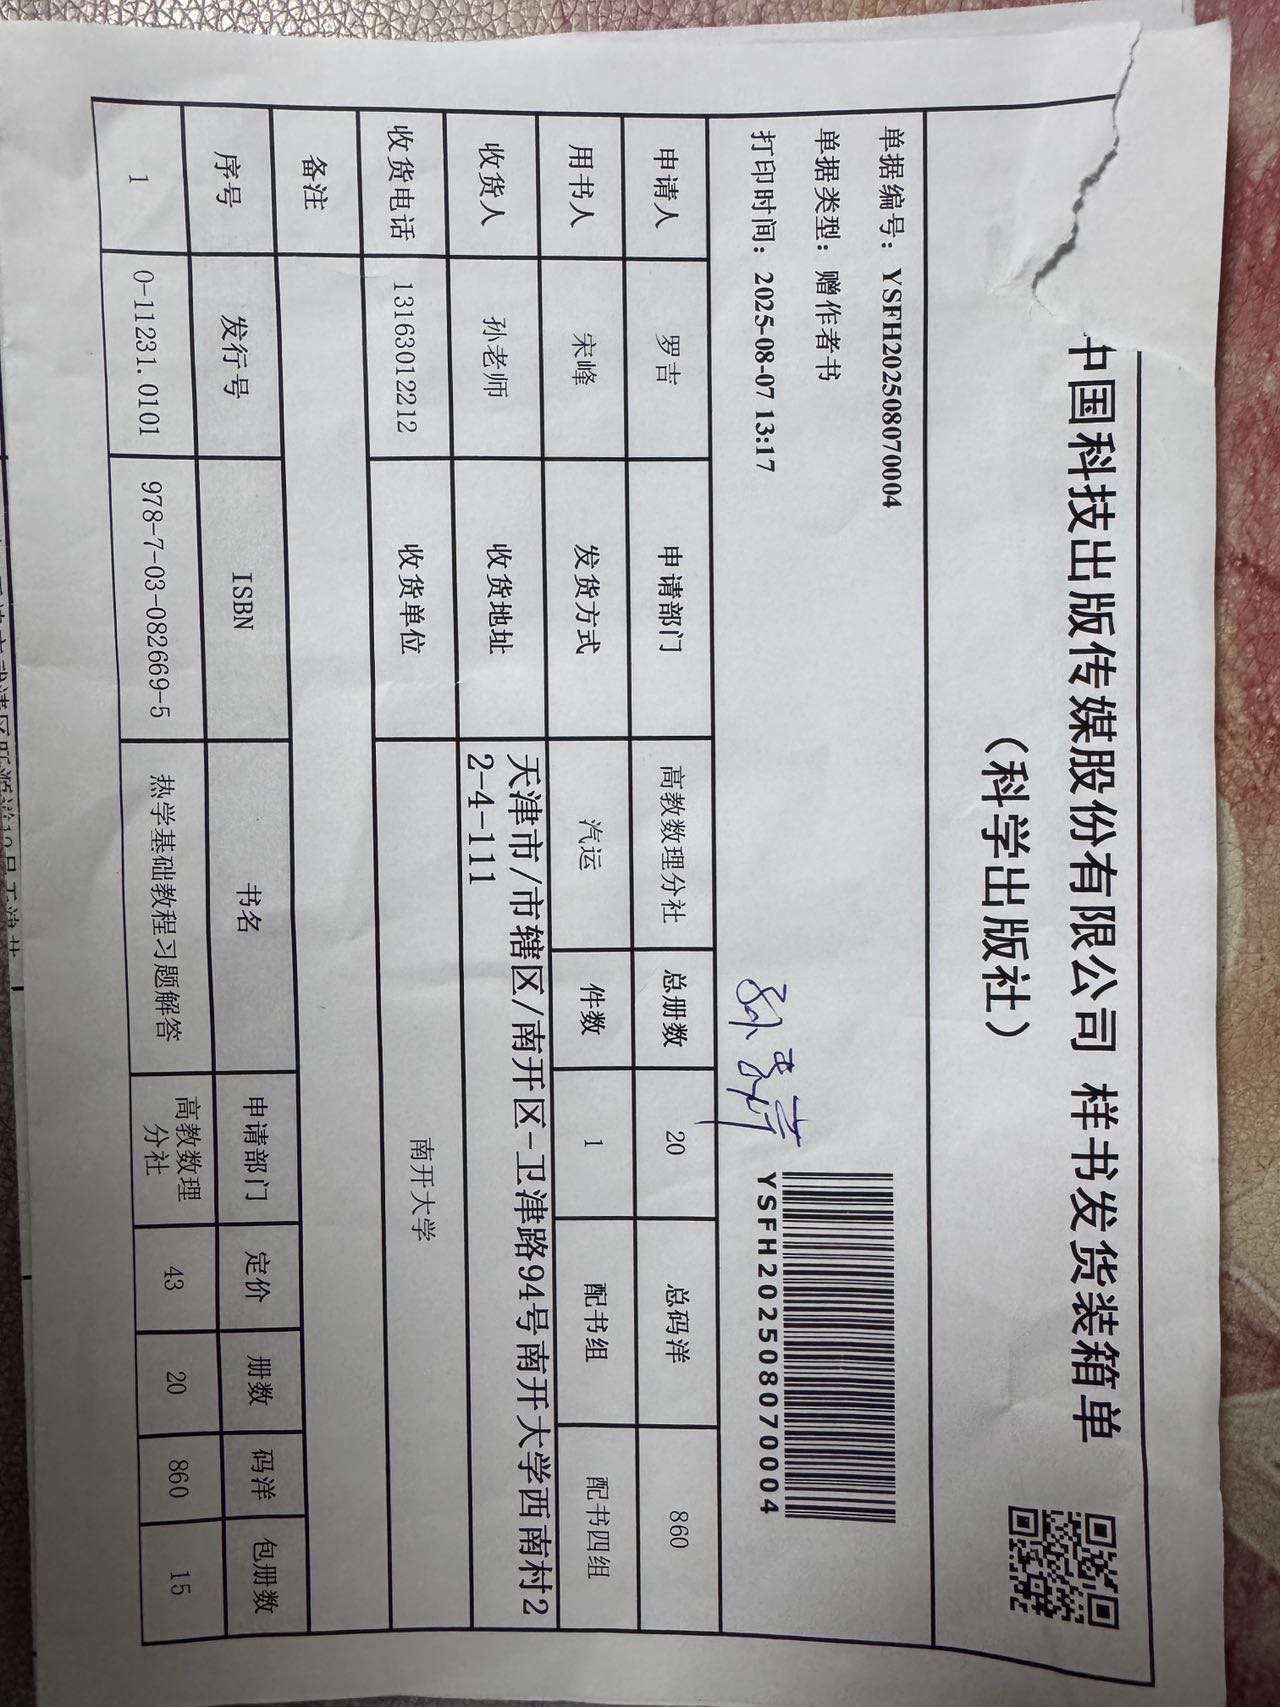 中国科技出版传媒股份有限公司 样书发货装箱单
（科学出版社）
单据编号：YSFH202508070004
单据类型：赠作者书
打印时间：2025-08-07 13:17
YSFH202508070004
申请人 罗吉 申请部门 高教数理分社 总册数 20 总码洋 860
用书人 宋峰 发货方式 汽运 件数 1 配书组 配书四组
收货人 孙老师 收货地址 天津市/市辖区/南开区-卫津路94号南开大学西南村2
2-4-111
收货电话 13163012212 收货单位 南开大学
备注
序号 发行号 ISBN 书名 申请部门 定价 册数 码洋 包册数
1 0-11231.0101 978-7-03-082669-5 热学基础教程习题解答 高教数理
分社 43 20 860 15